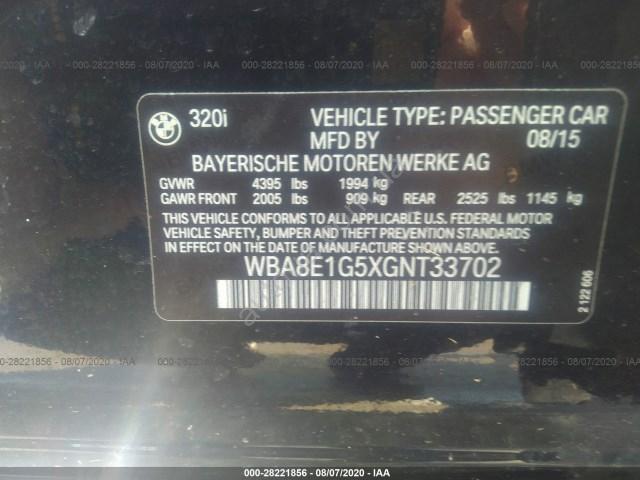 000-28221856 - 08/07/2020 - IAA
320i VEHICLE TYPE: PASSENGER CAR
MFD BY 08/15
BAYERISCHE MOTOREN WERKE AG
GVWR 4395 lbs 1994 kg
GAWR FRONT 2005 lbs 909 kg REAR 2525 lbs 1145 kg
THIS VEHICLE CONFORMS TO ALL APPLICABLE U.S. FEDERAL MOTOR
VEHICLE SAFETY, BUMPER AND THEFT PREVENTION STANDARDS
IN EFFECT ON THE DATE OF MANUFACTURE SHOWN ABOVE.
WBA8E1G5XGNT33702
2 122 606
000-28221856 - 08/07/2020 - IAA
000-28221856 - 08/07/2020 - IAA